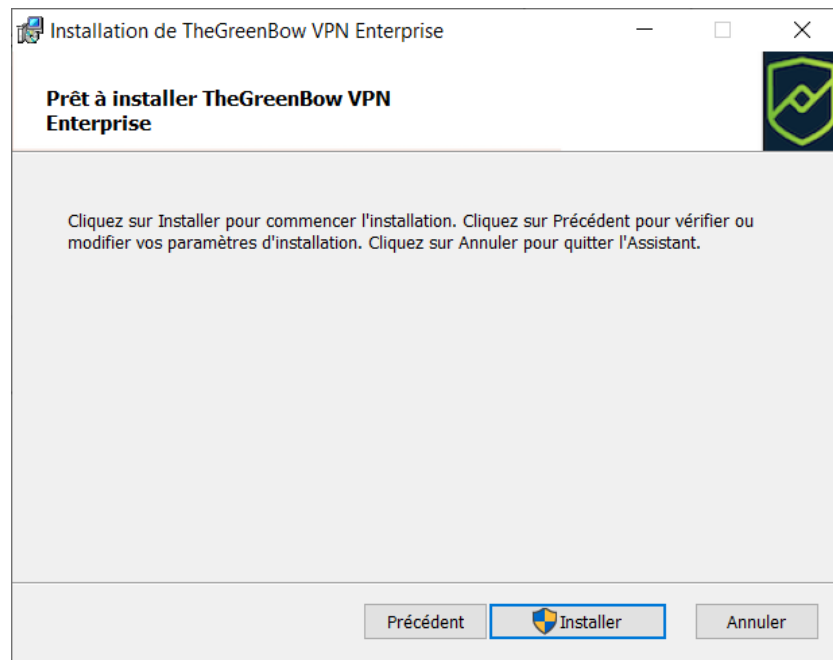 Installation de TheGreenBow VPN Enterprise
Prêt à installer TheGreenBow VPN
Enterprise
Cliquez sur Installer pour commencer l'installation. Cliquez sur Précédent pour vérifier ou
modifier vos paramètres d'installation. Cliquez sur Annuler pour quitter l'Assistant.
Précédent Installer Annuler